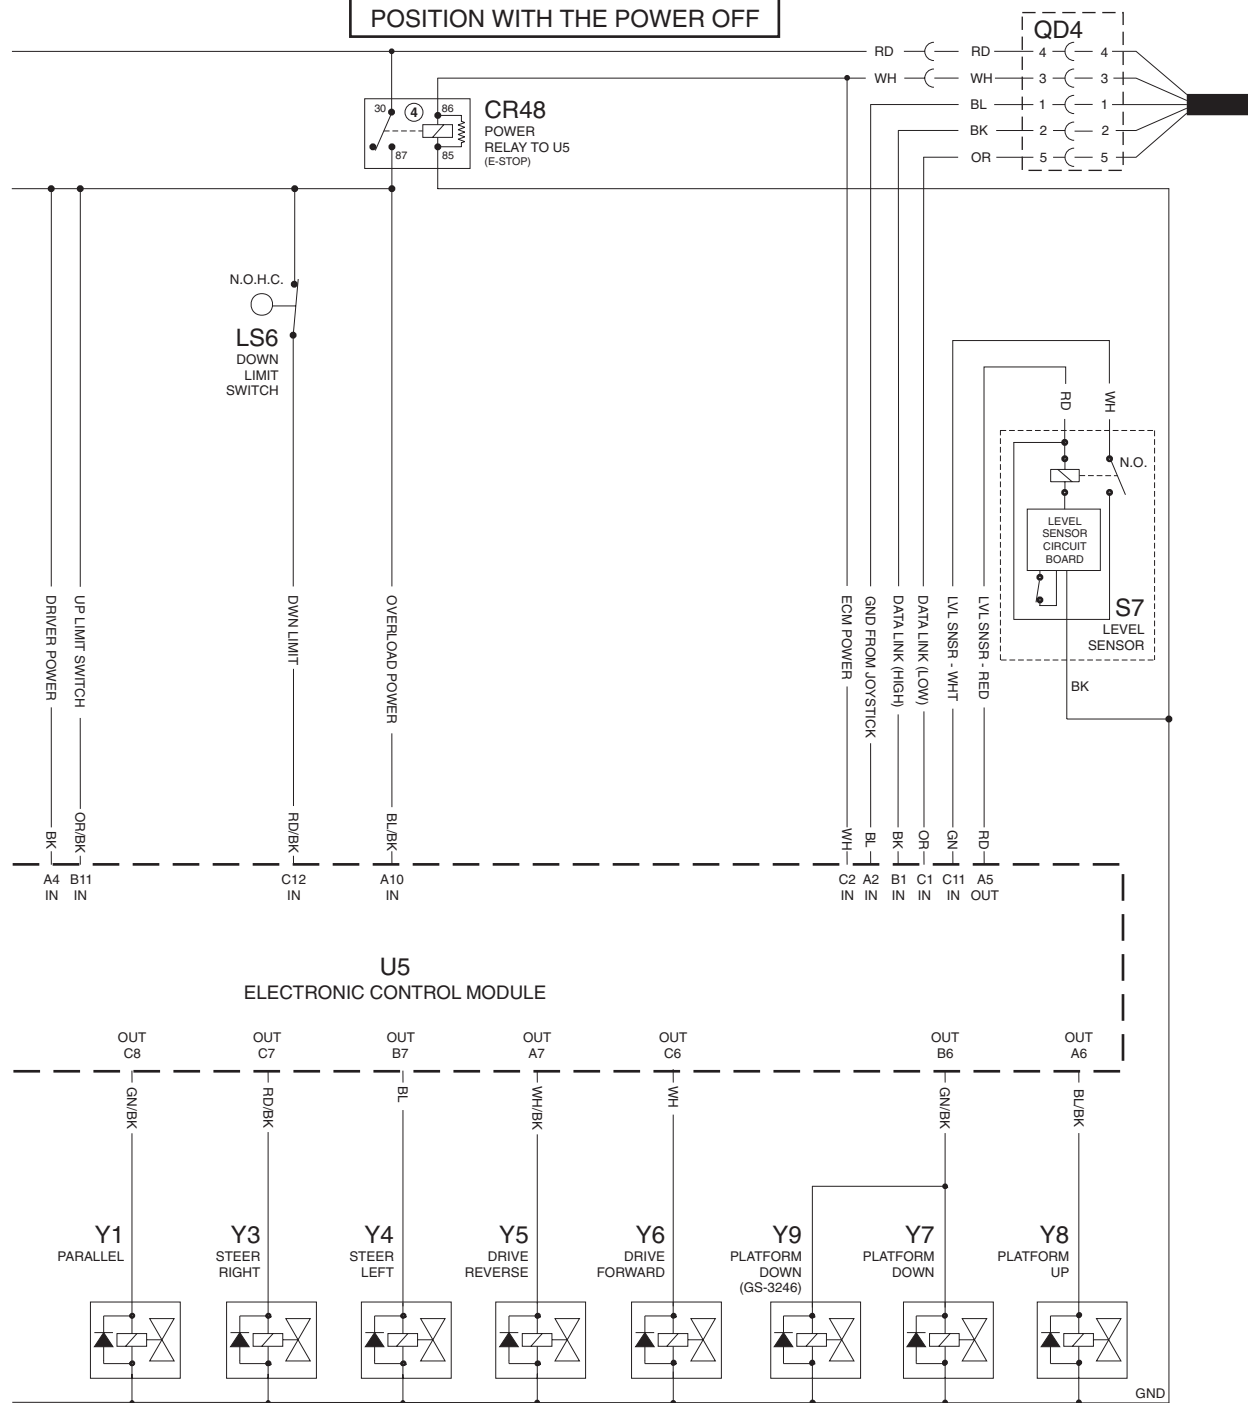 POSITION WITH THE POWER OFF
QD4
RD RD 4 4
WH WH 3 3
BL 1 1
BK 2 2
OR 5 5
30 4 86
87 85
CR48
POWER
RELAY TO U5
(E-STOP)
N.O.H.C.
LS6
DOWN
LIMIT
SWITCH
RD
WH
N.O.
LEVEL
SENSOR
CIRCUIT
BOARD
S7
LEVEL
SENSOR
BK
DRIVER POWER
UP LIMIT SWITCH
DWN LIMIT
OVERLOAD POWER
ECM POWER
GND FROM JOYSTICK
DATA LINK (HIGH)
DATA LINK (LOW)
LVL SNSR - WHT
LVL SNSR - RED
BK
OR/BK
RD/BK
BL/BK
WH
BL
BK
OR
GN
RD
A4 B11 C12 A10 C2 A2 B1 C1 C11 A5
IN IN IN IN IN IN IN IN IN OUT
U5
ELECTRONIC CONTROL MODULE
OUT OUT OUT OUT OUT OUT OUT
C8 C7 B7 A7 C6 B6 A6
GN/BK
RD/BK
BL
WH/BK
WH
GN/BK
BL/BK
Y1
PARALLEL
Y3
STEER
RIGHT
Y4
STEER
LEFT
Y5
DRIVE
REVERSE
Y6
DRIVE
FORWARD
Y9
PLATFORM
DOWN
(GS-3246)
Y7
PLATFORM
DOWN
Y8
PLATFORM
UP
GND